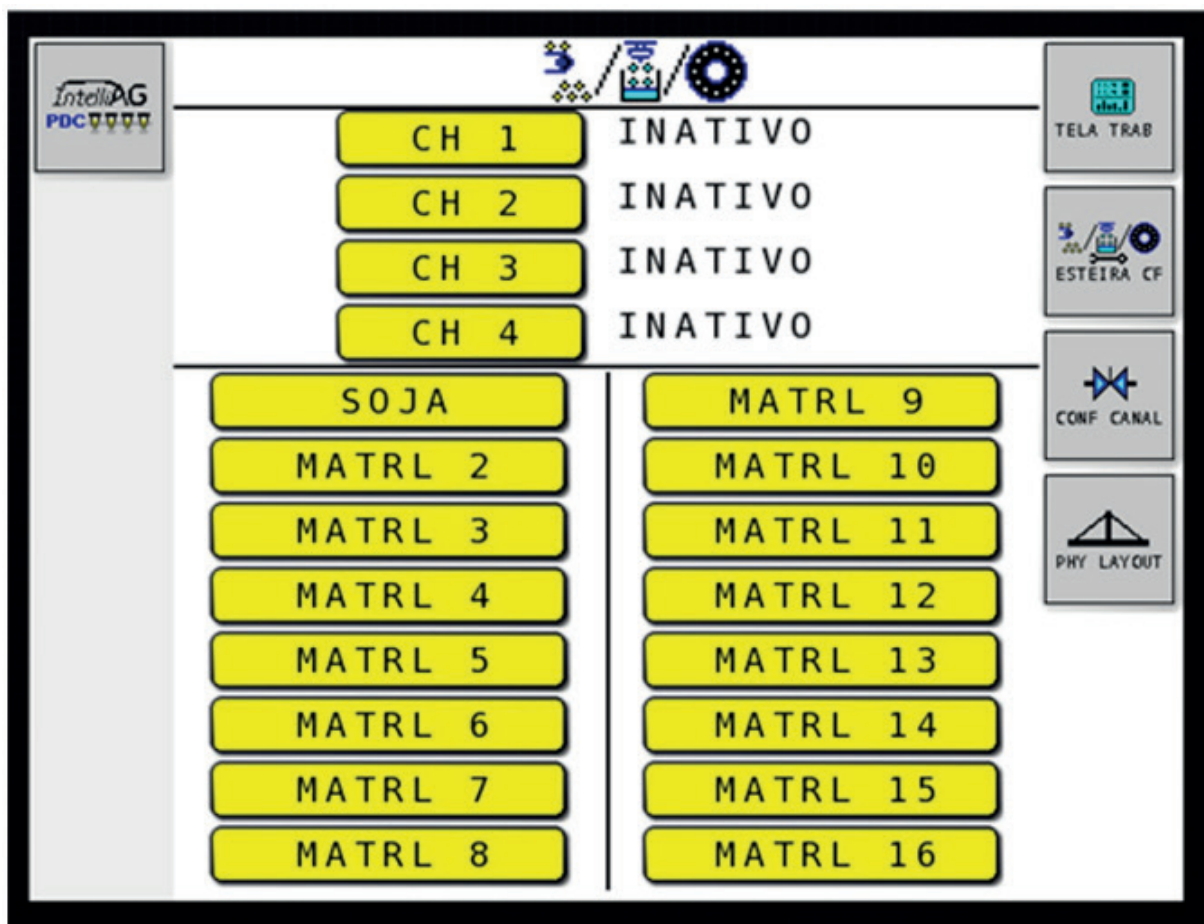 IntelliAG
PDC
TELA TRAB
CH 1 INATIVO
CH 2 INATIVO
CH 3 INATIVO
CH 4 INATIVO
ESTEIRA CF
CONF CANAL
PHY LAYOUT
SOJA
MATRL 2
MATRL 3
MATRL 4
MATRL 5
MATRL 6
MATRL 7
MATRL 8
MATRL 9
MATRL 10
MATRL 11
MATRL 12
MATRL 13
MATRL 14
MATRL 15
MATRL 16